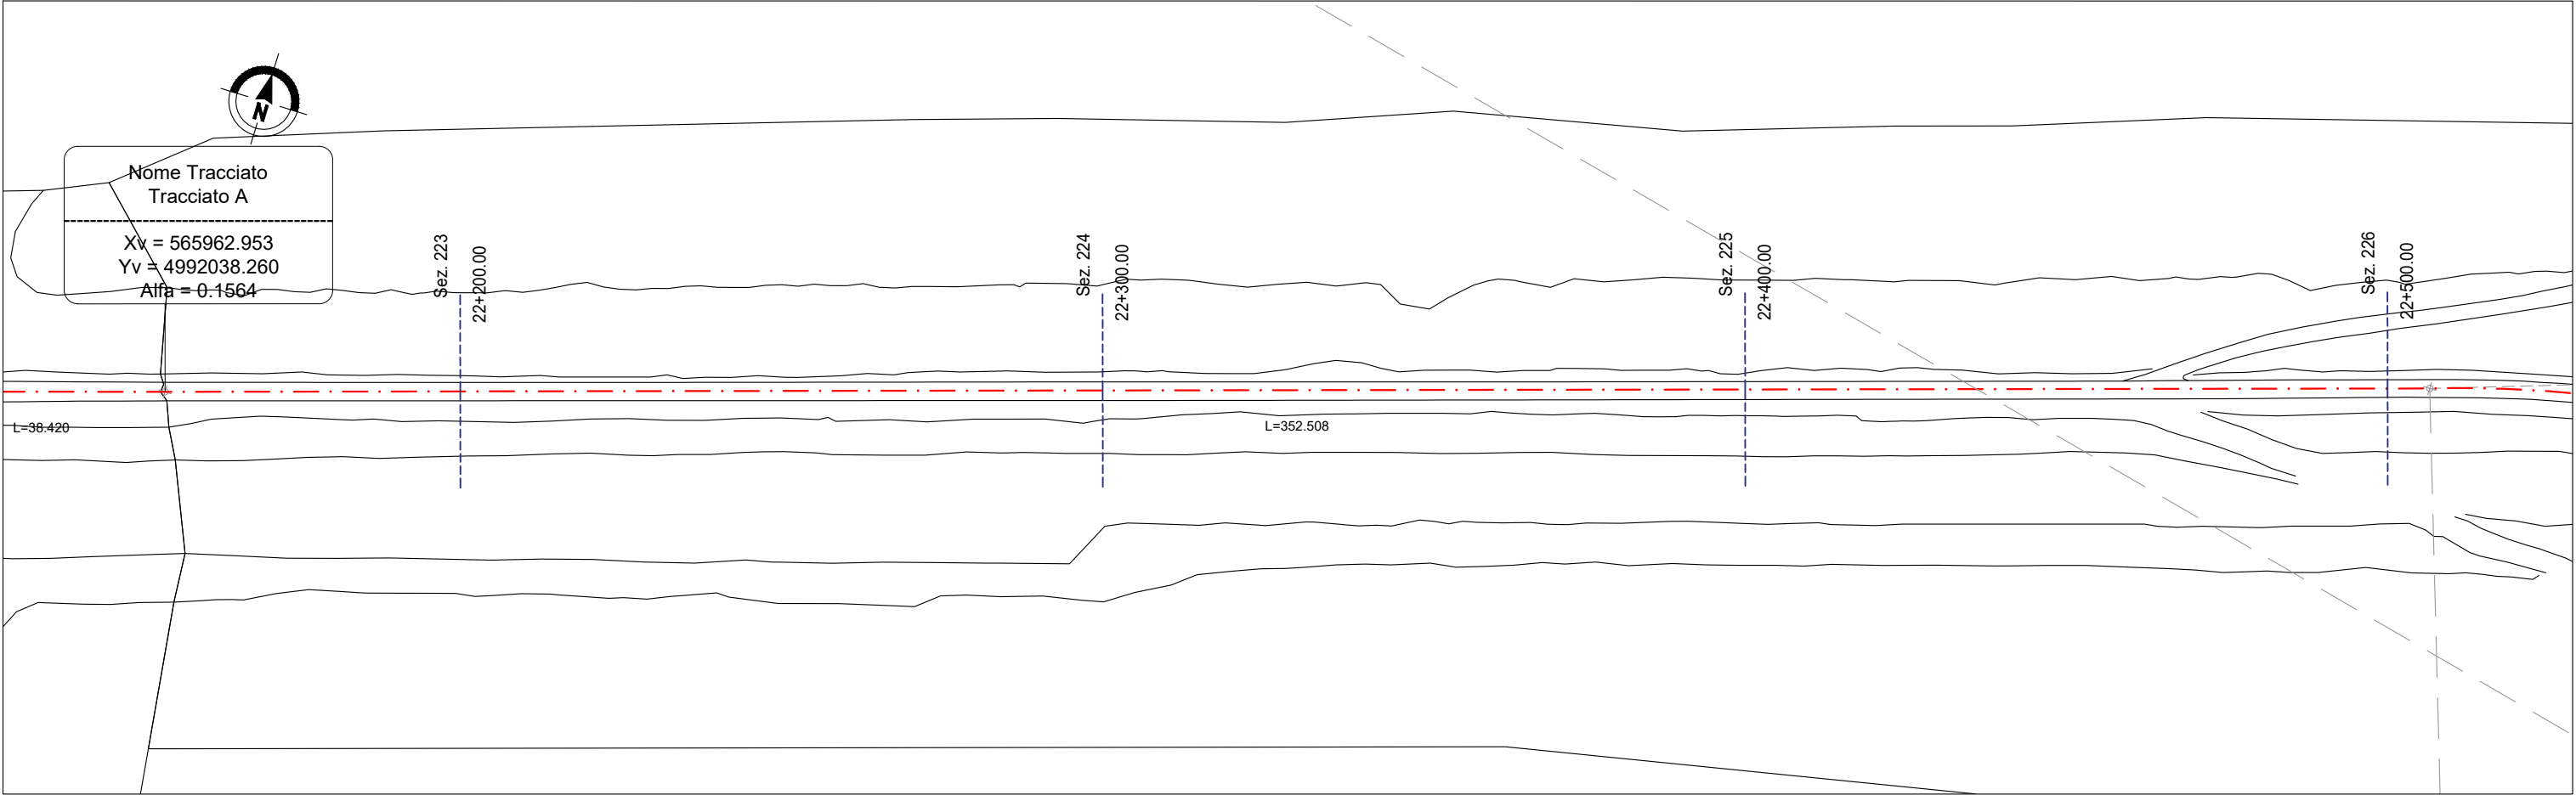 N
Nome Tracciato
Tracciato A
Xv = 565962.953
Yv = 4992038.260
Alfa = 0.1564
Sez. 223
22+200.00
Sez. 224
22+300.00
Sez. 225
22+400.00
Sez. 226
22+500.00
L=38.420
L=352.508